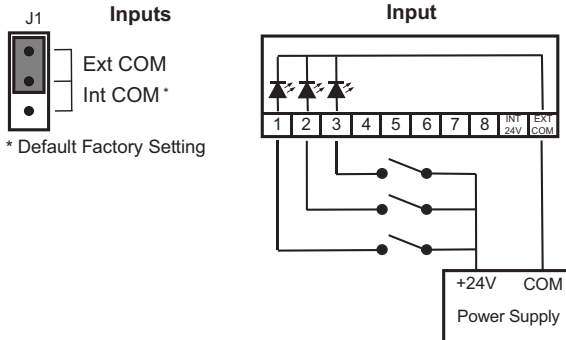 J1
Inputs
Ext COM
Int COM*
* Default Factory Setting
Input
1 2 3 4 5 6 7 8 INT 24V EXT COM
+24V COM
Power Supply